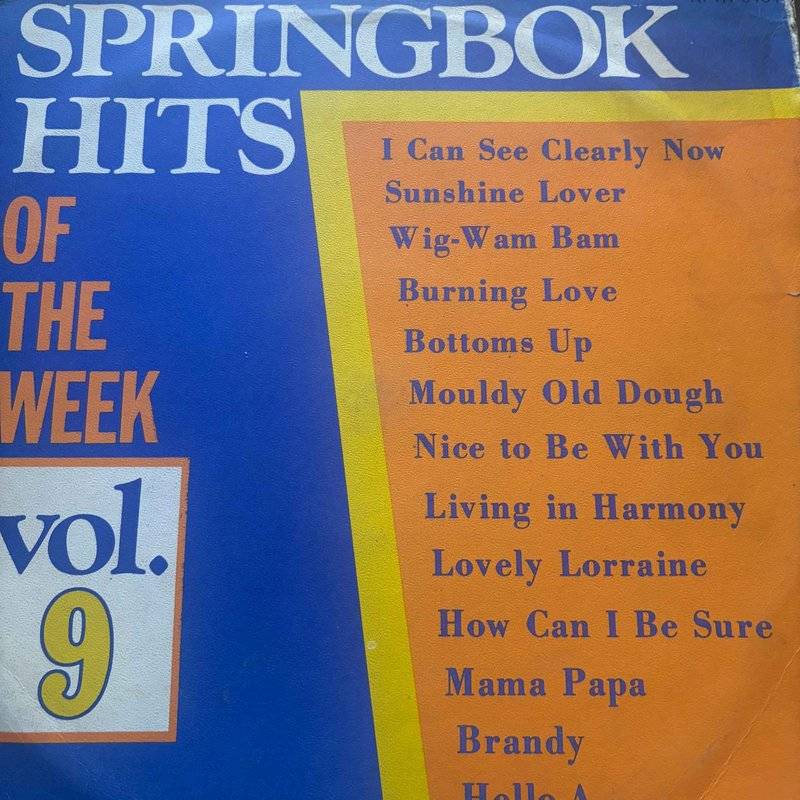 SPRINGBOK
HITS
OF
THE
WEEK
vol.
9
I Can See Clearly Now
Sunshine Lover
Wig-Wam Bam
Burning Love
Bottoms Up
Mouldy Old Dough
Nice to Be With You
Living in Harmony
Lovely Lorraine
How Can I Be Sure
Mama Papa
Brandy
Hello A